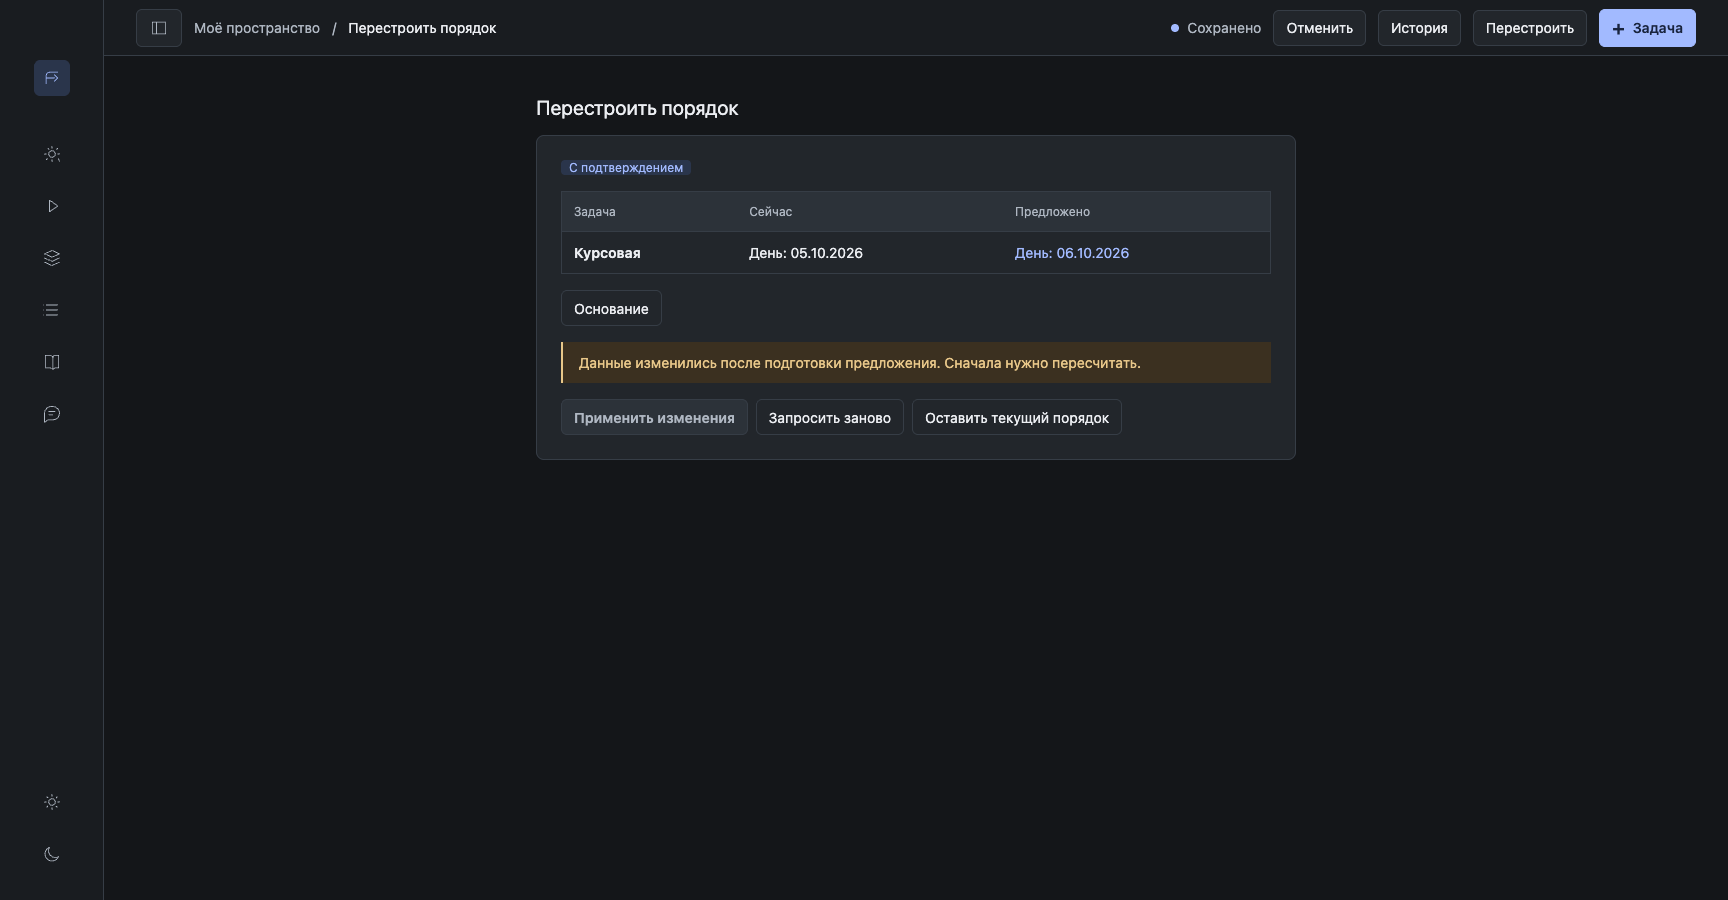 Моё пространство / Перестроить порядок
Сохранено
Отменить
История
Перестроить
+ Задача
Перестроить порядок
С подтверждением
Задача Сейчас Предложено
Курсовая День: 05.10.2026 День: 06.10.2026
Основание
Данные изменились после подготовки предложения. Сначала нужно пересчитать.
Применить изменения
Запросить заново
Оставить текущий порядок